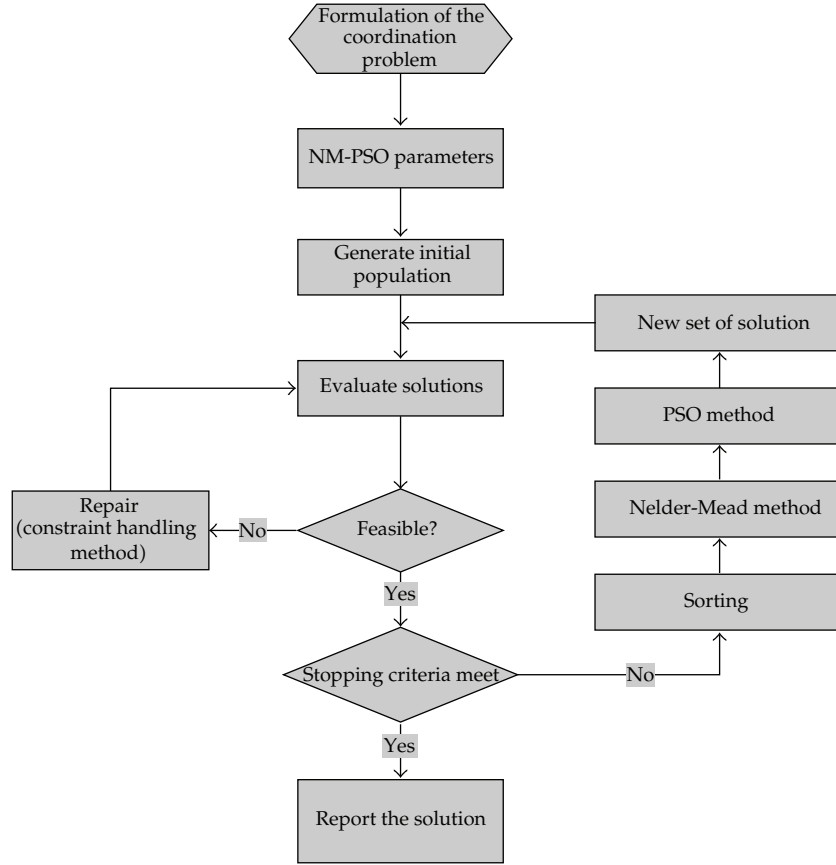 Formulation of the
coordination
problem
NM-PSO parameters
Generate initial
population
New set of solution
Evaluate solutions
PSO method
Repair
(constraint handling
method)
No
Feasible?
Nelder-Mead method
Yes
Sorting
Stopping criteria meet
No
Yes
Report the solution